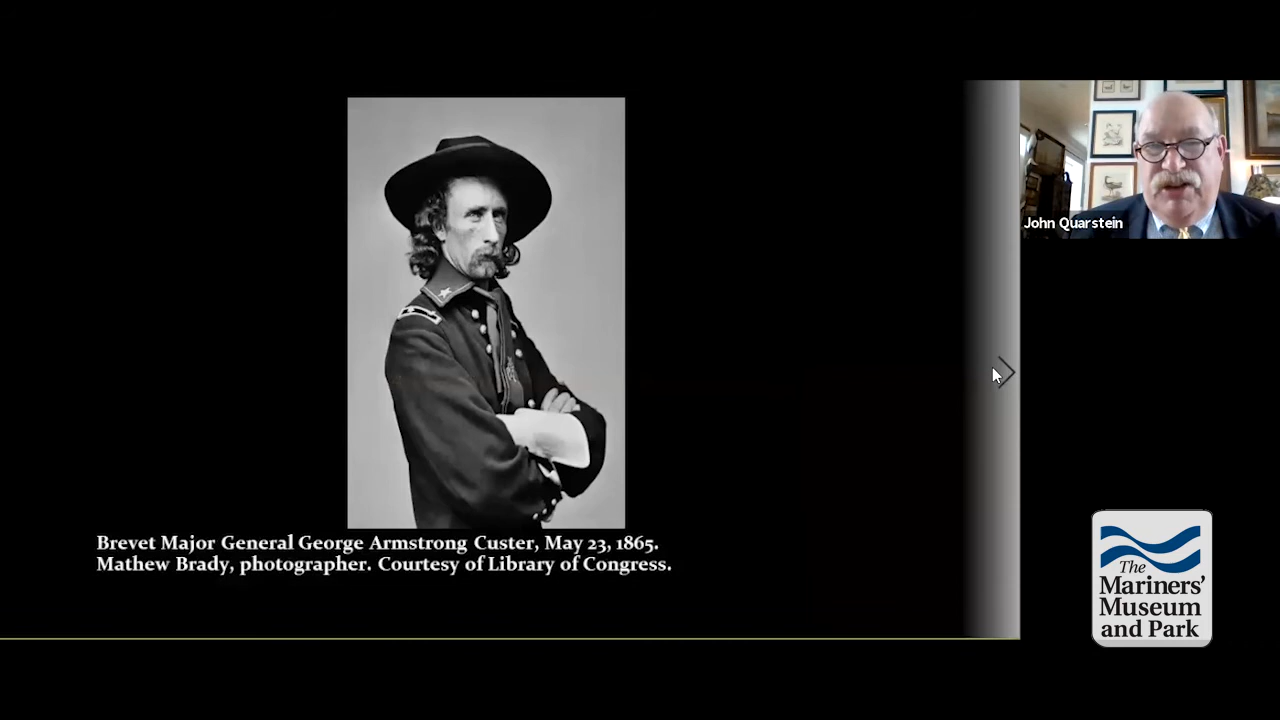 John Quarstein
Brevet Major General George Armstrong Custer, May 23, 1865.
Mathew Brady, photographer. Courtesy of Library of Congress.
The
Mariners'
Museum
and Park